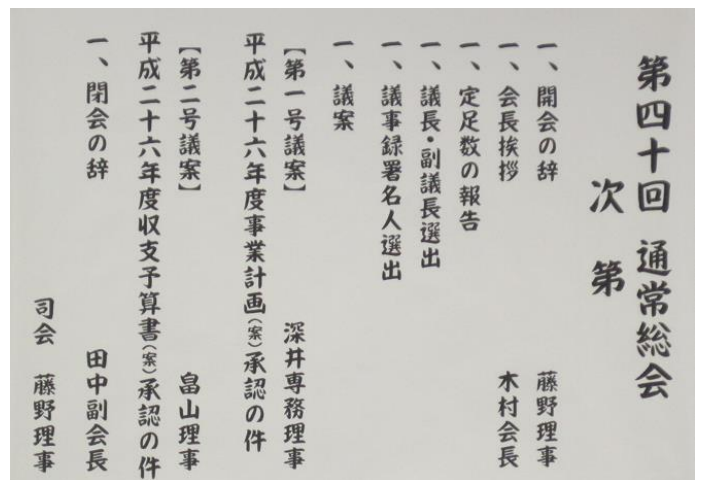 第四十回 通常総会
次第
一、開会の辞 藤野理事
一、会長挨拶 木村会長
一、定足数の報告
一、議長・副議長選出
一、議事録署名人選出
一、議案
【第一号議案】 深井専務理事
平成二十六年度事業計画(案)承認の件
【第二号議案】 畠山理事
平成二十六年度収支予算書(案)承認の件
一、閉会の辞 田中副会長
司会 藤野理事